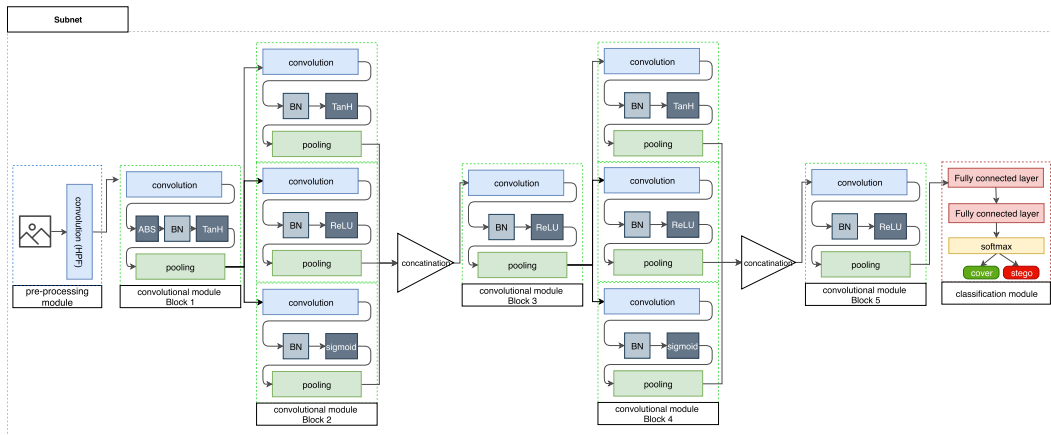 Subnet
convolution (HPF)
pre-processing
module
convolution
ABS
BN
TanH
pooling
convolutional module
Block 1
convolution
BN
TanH
pooling
convolution
BN
ReLU
pooling
convolution
BN
sigmoid
pooling
convolutional module
Block 2
concatination
convolution
BN
ReLU
pooling
convolutional module
Block 3
convolution
BN
TanH
pooling
convolution
BN
ReLU
pooling
convolution
BN
sigmoid
pooling
convolutional module
Block 4
concatination
convolution
BN
ReLU
pooling
convolutional module
Block 5
Fully connected layer
Fully connected layer
softmax
cover
stego
classification module